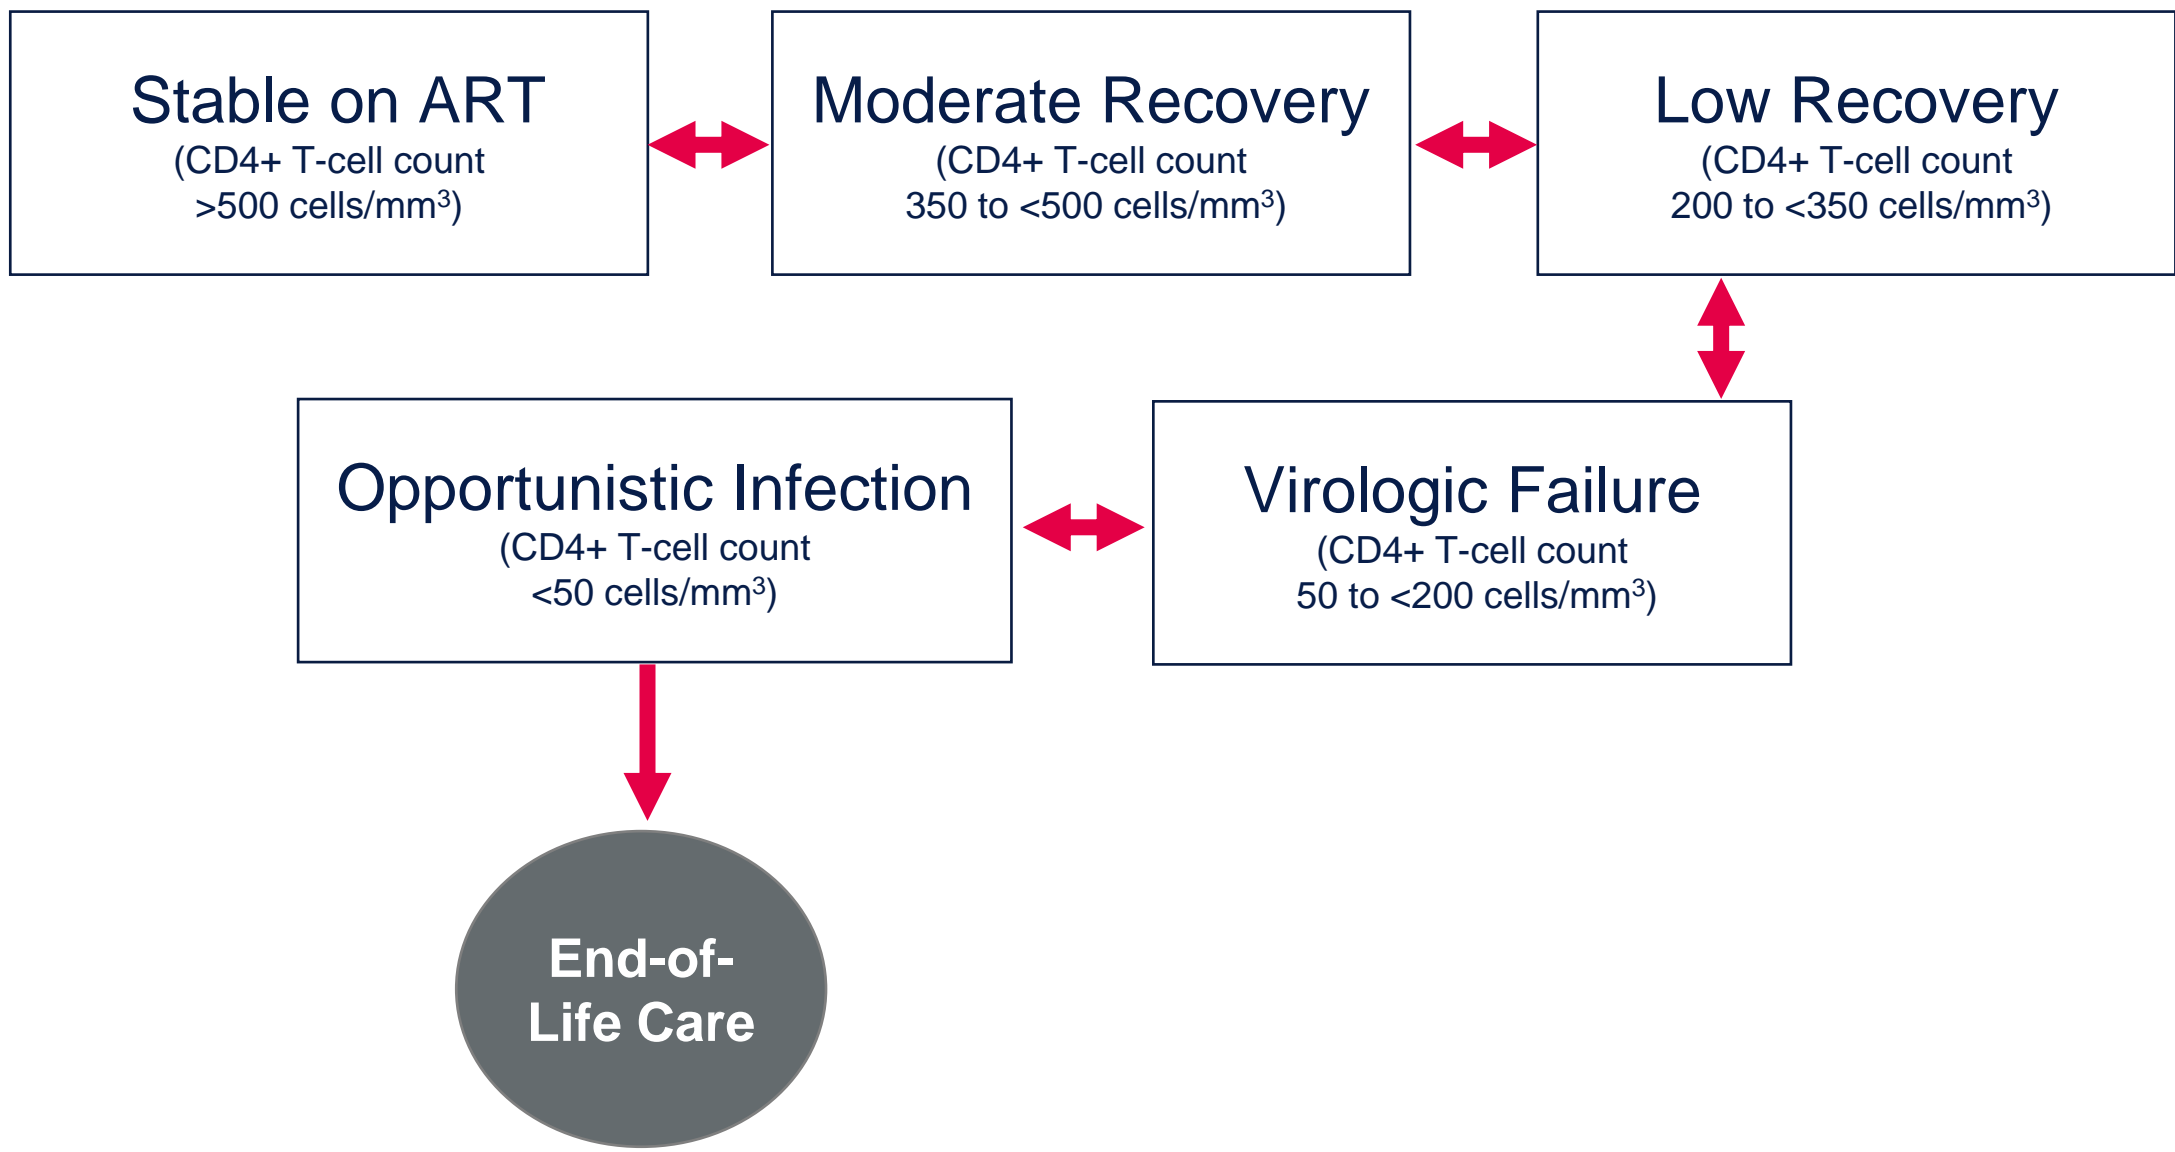 Stable on ART
(CD4+ T-cell count
>500 cells/mm³)
Moderate Recovery
(CD4+ T-cell count
350 to <500 cells/mm³)
Low Recovery
(CD4+ T-cell count
200 to <350 cells/mm³)
Opportunistic Infection
(CD4+ T-cell count
<50 cells/mm³)
Virologic Failure
(CD4+ T-cell count
50 to <200 cells/mm³)
End-of-
Life Care